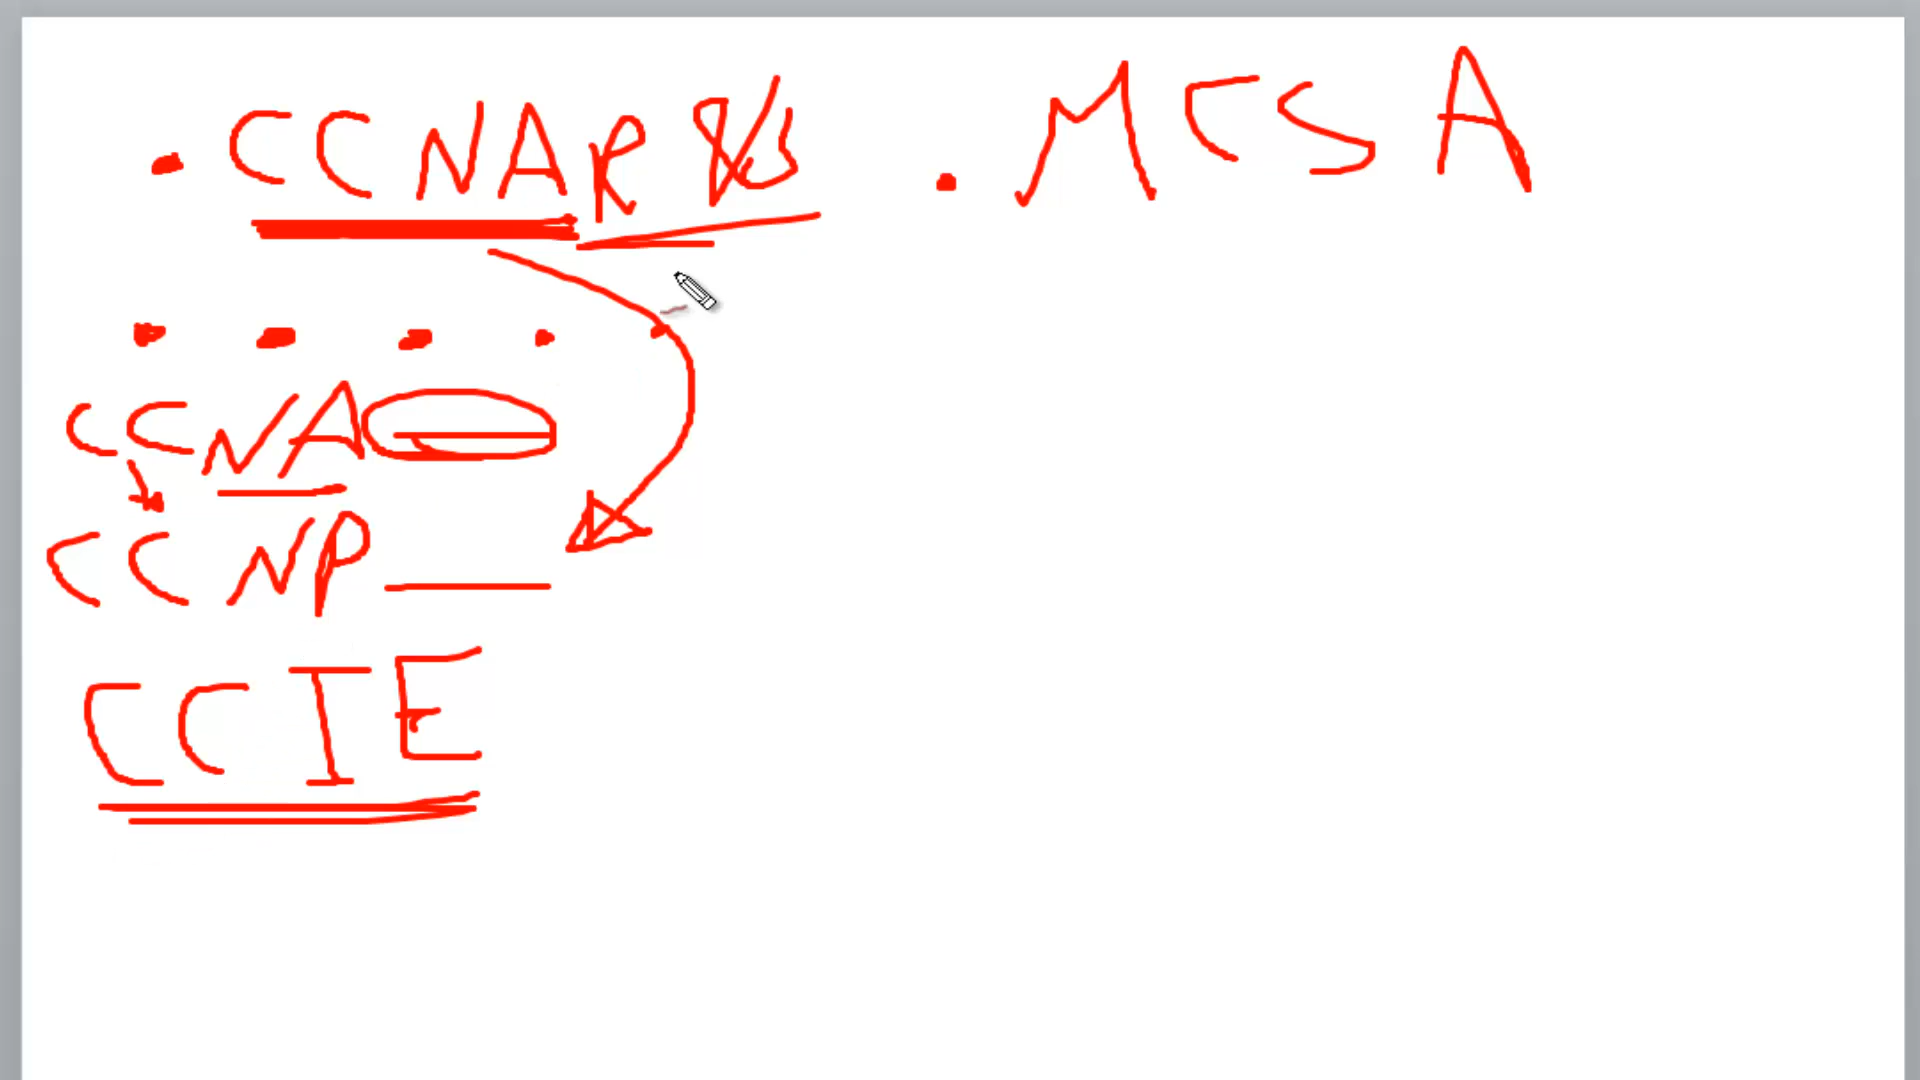 . CCNA R&S . MCSA
CCNA
CCNP
CCIE